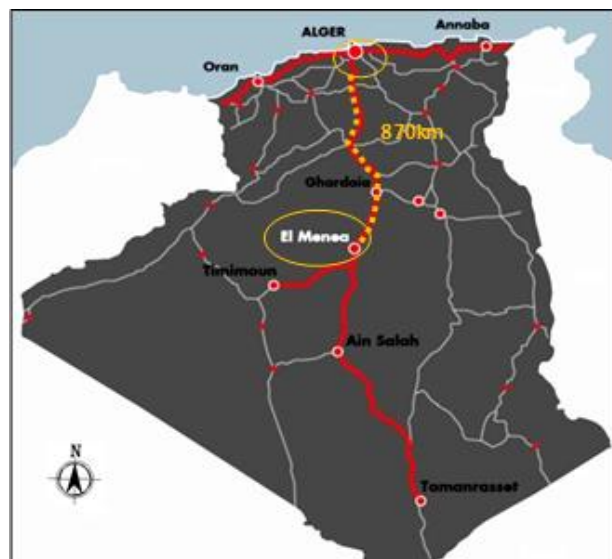 ALGER
Annaba
Oran
870km
Ghardaia
El Menea
Timimoun
Ain Salah
N
Tamanrasset